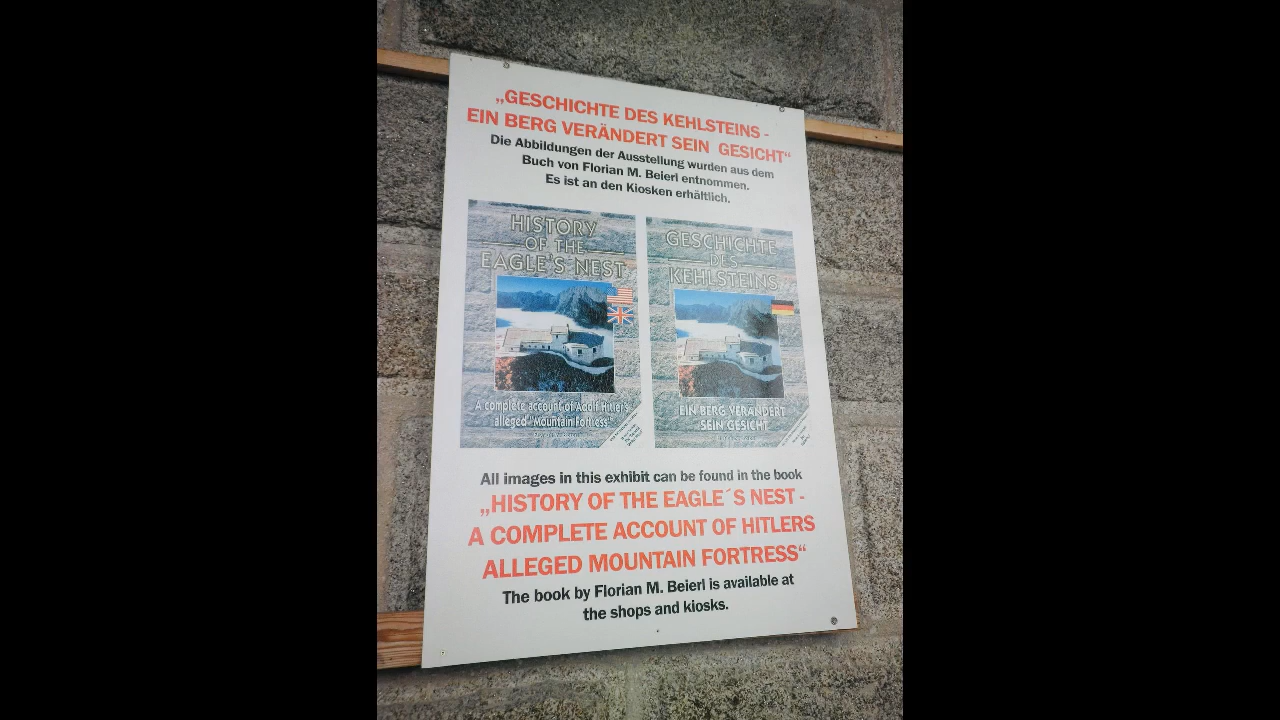 „GESCHICHTE DES KEHLSTEINS -
EIN BERG VERÄNDERT SEIN GESICHT“
Die Abbildungen der Ausstellung wurden aus dem
Buch von Florian M. Beierl entnommen.
Es ist an den Kiosken erhältlich.
HISTORY
OF THE
EAGLE'S NEST
A complete account of Adolf Hitler's
alleged "Mountain Fortress"
GESCHICHTE
DES
KEHLSTEINS
EIN BERG VERÄNDERT
SEIN GESICHT
All images in this exhibit can be found in the book
„HISTORY OF THE EAGLE´S NEST -
A COMPLETE ACCOUNT OF HITLERS
ALLEGED MOUNTAIN FORTRESS“
The book by Florian M. Beierl is available at
the shops and kiosks.